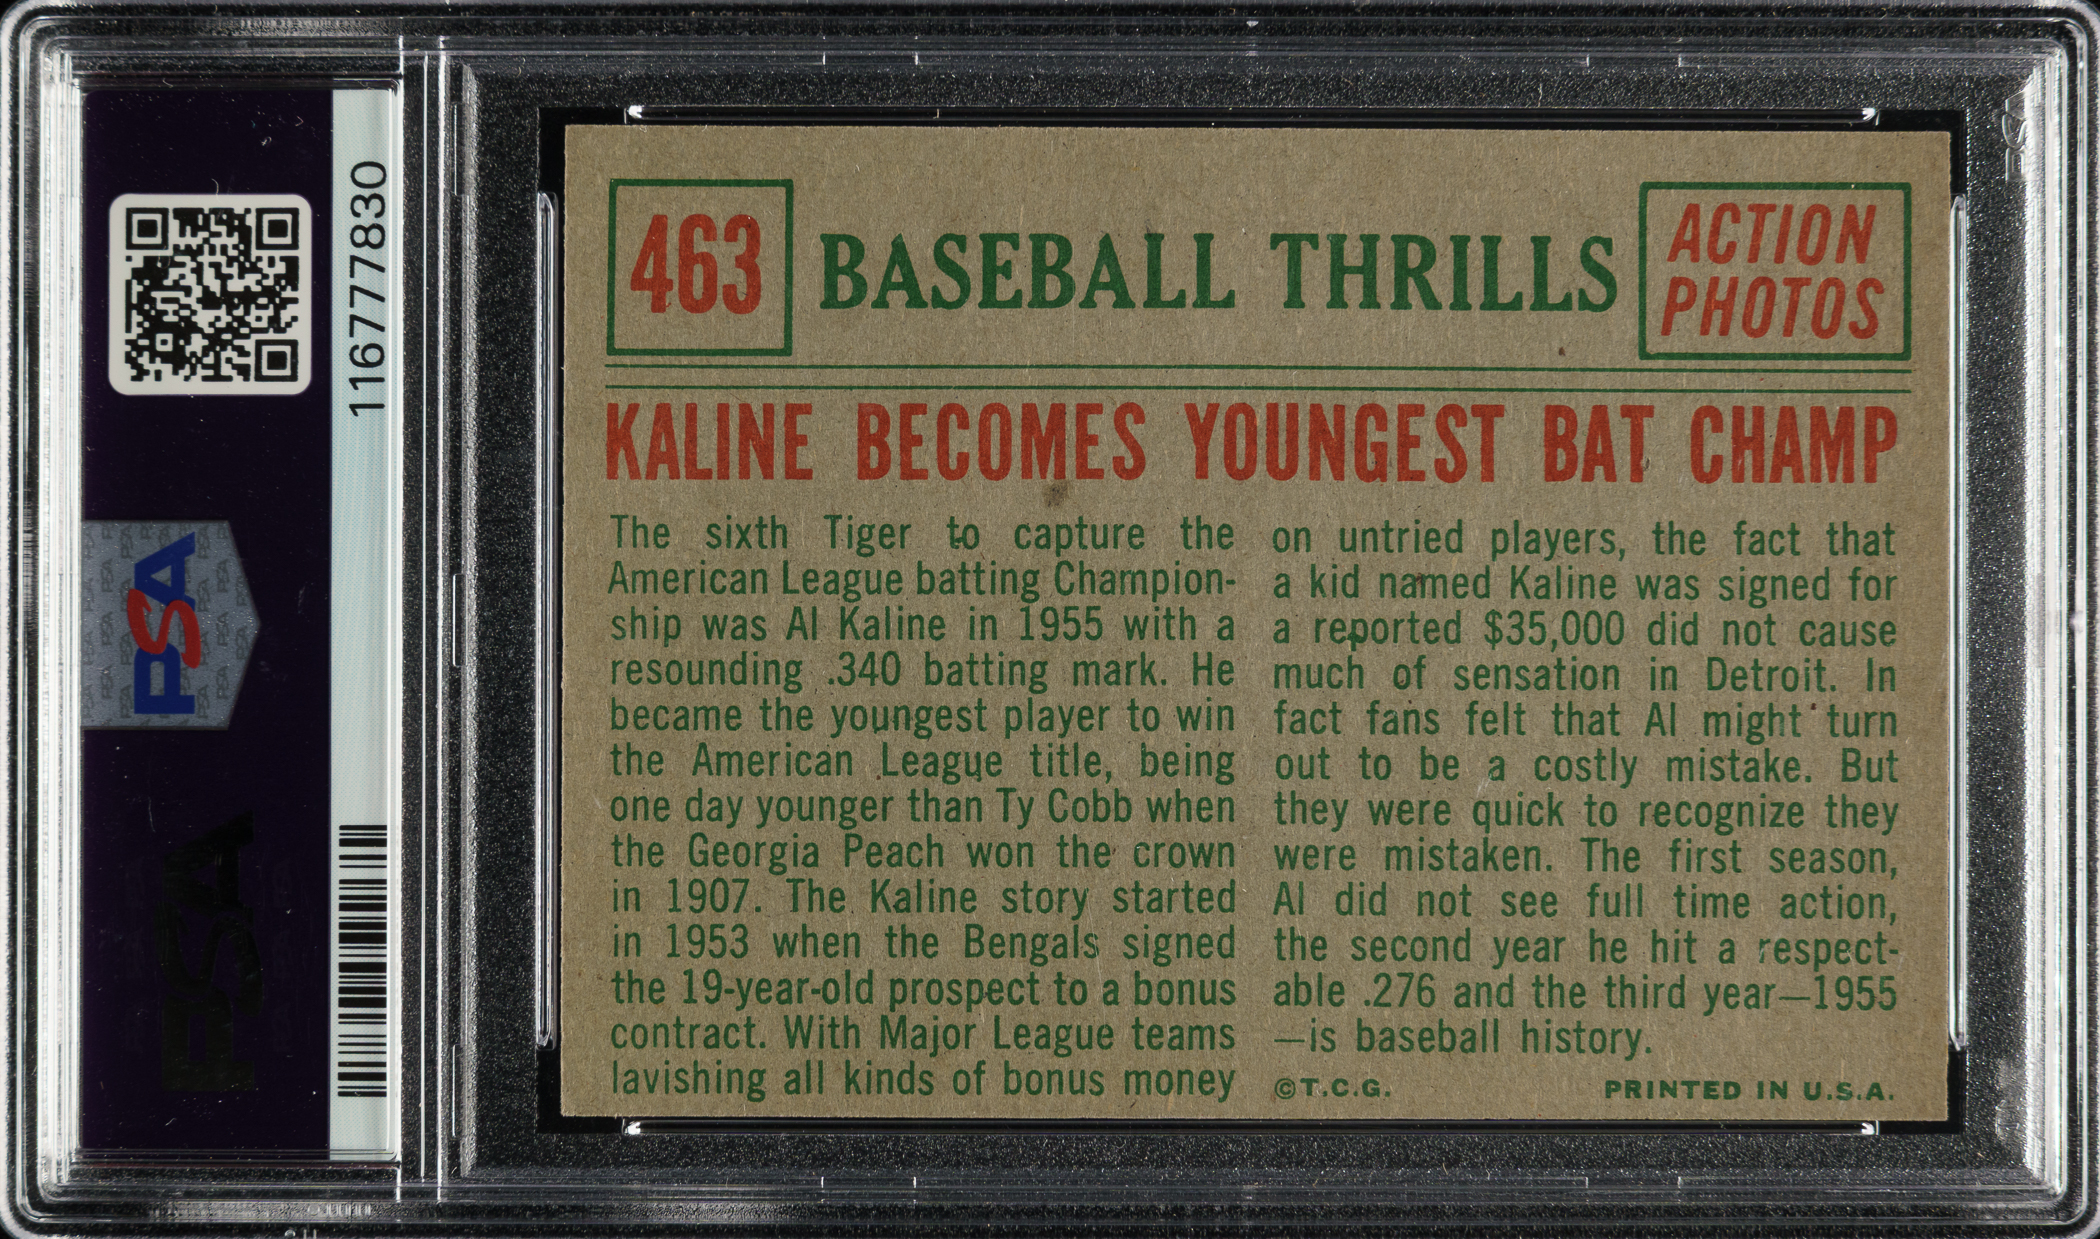 116777830
PSA
463
BASEBALL THRILLS
ACTION
PHOTOS
KALINE BECOMES YOUNGEST BAT CHAMP
The sixth Tiger to capture the
American League batting Champion-
ship was Al Kaline in 1955 with a
resounding .340 batting mark. He
became the youngest player to win
the American League title, being
one day younger than Ty Cobb when
the Georgia Peach won the crown
in 1907. The Kaline story started
in 1953 when the Bengals signed
the 19-year-old prospect to a bonus
contract. With Major League teams
lavishing all kinds of bonus money
on untried players, the fact that
a kid named Kaline was signed for
a reported $35,000 did not cause
much of sensation in Detroit. In
fact fans felt that Al might turn
out to be a costly mistake. But
they were quick to recognize they
were mistaken. The first season,
Al did not see full time action,
the second year he hit a respect-
able .276 and the third year—1955
—is baseball history.
©T.C.G.
PRINTED IN U.S.A.
PSA